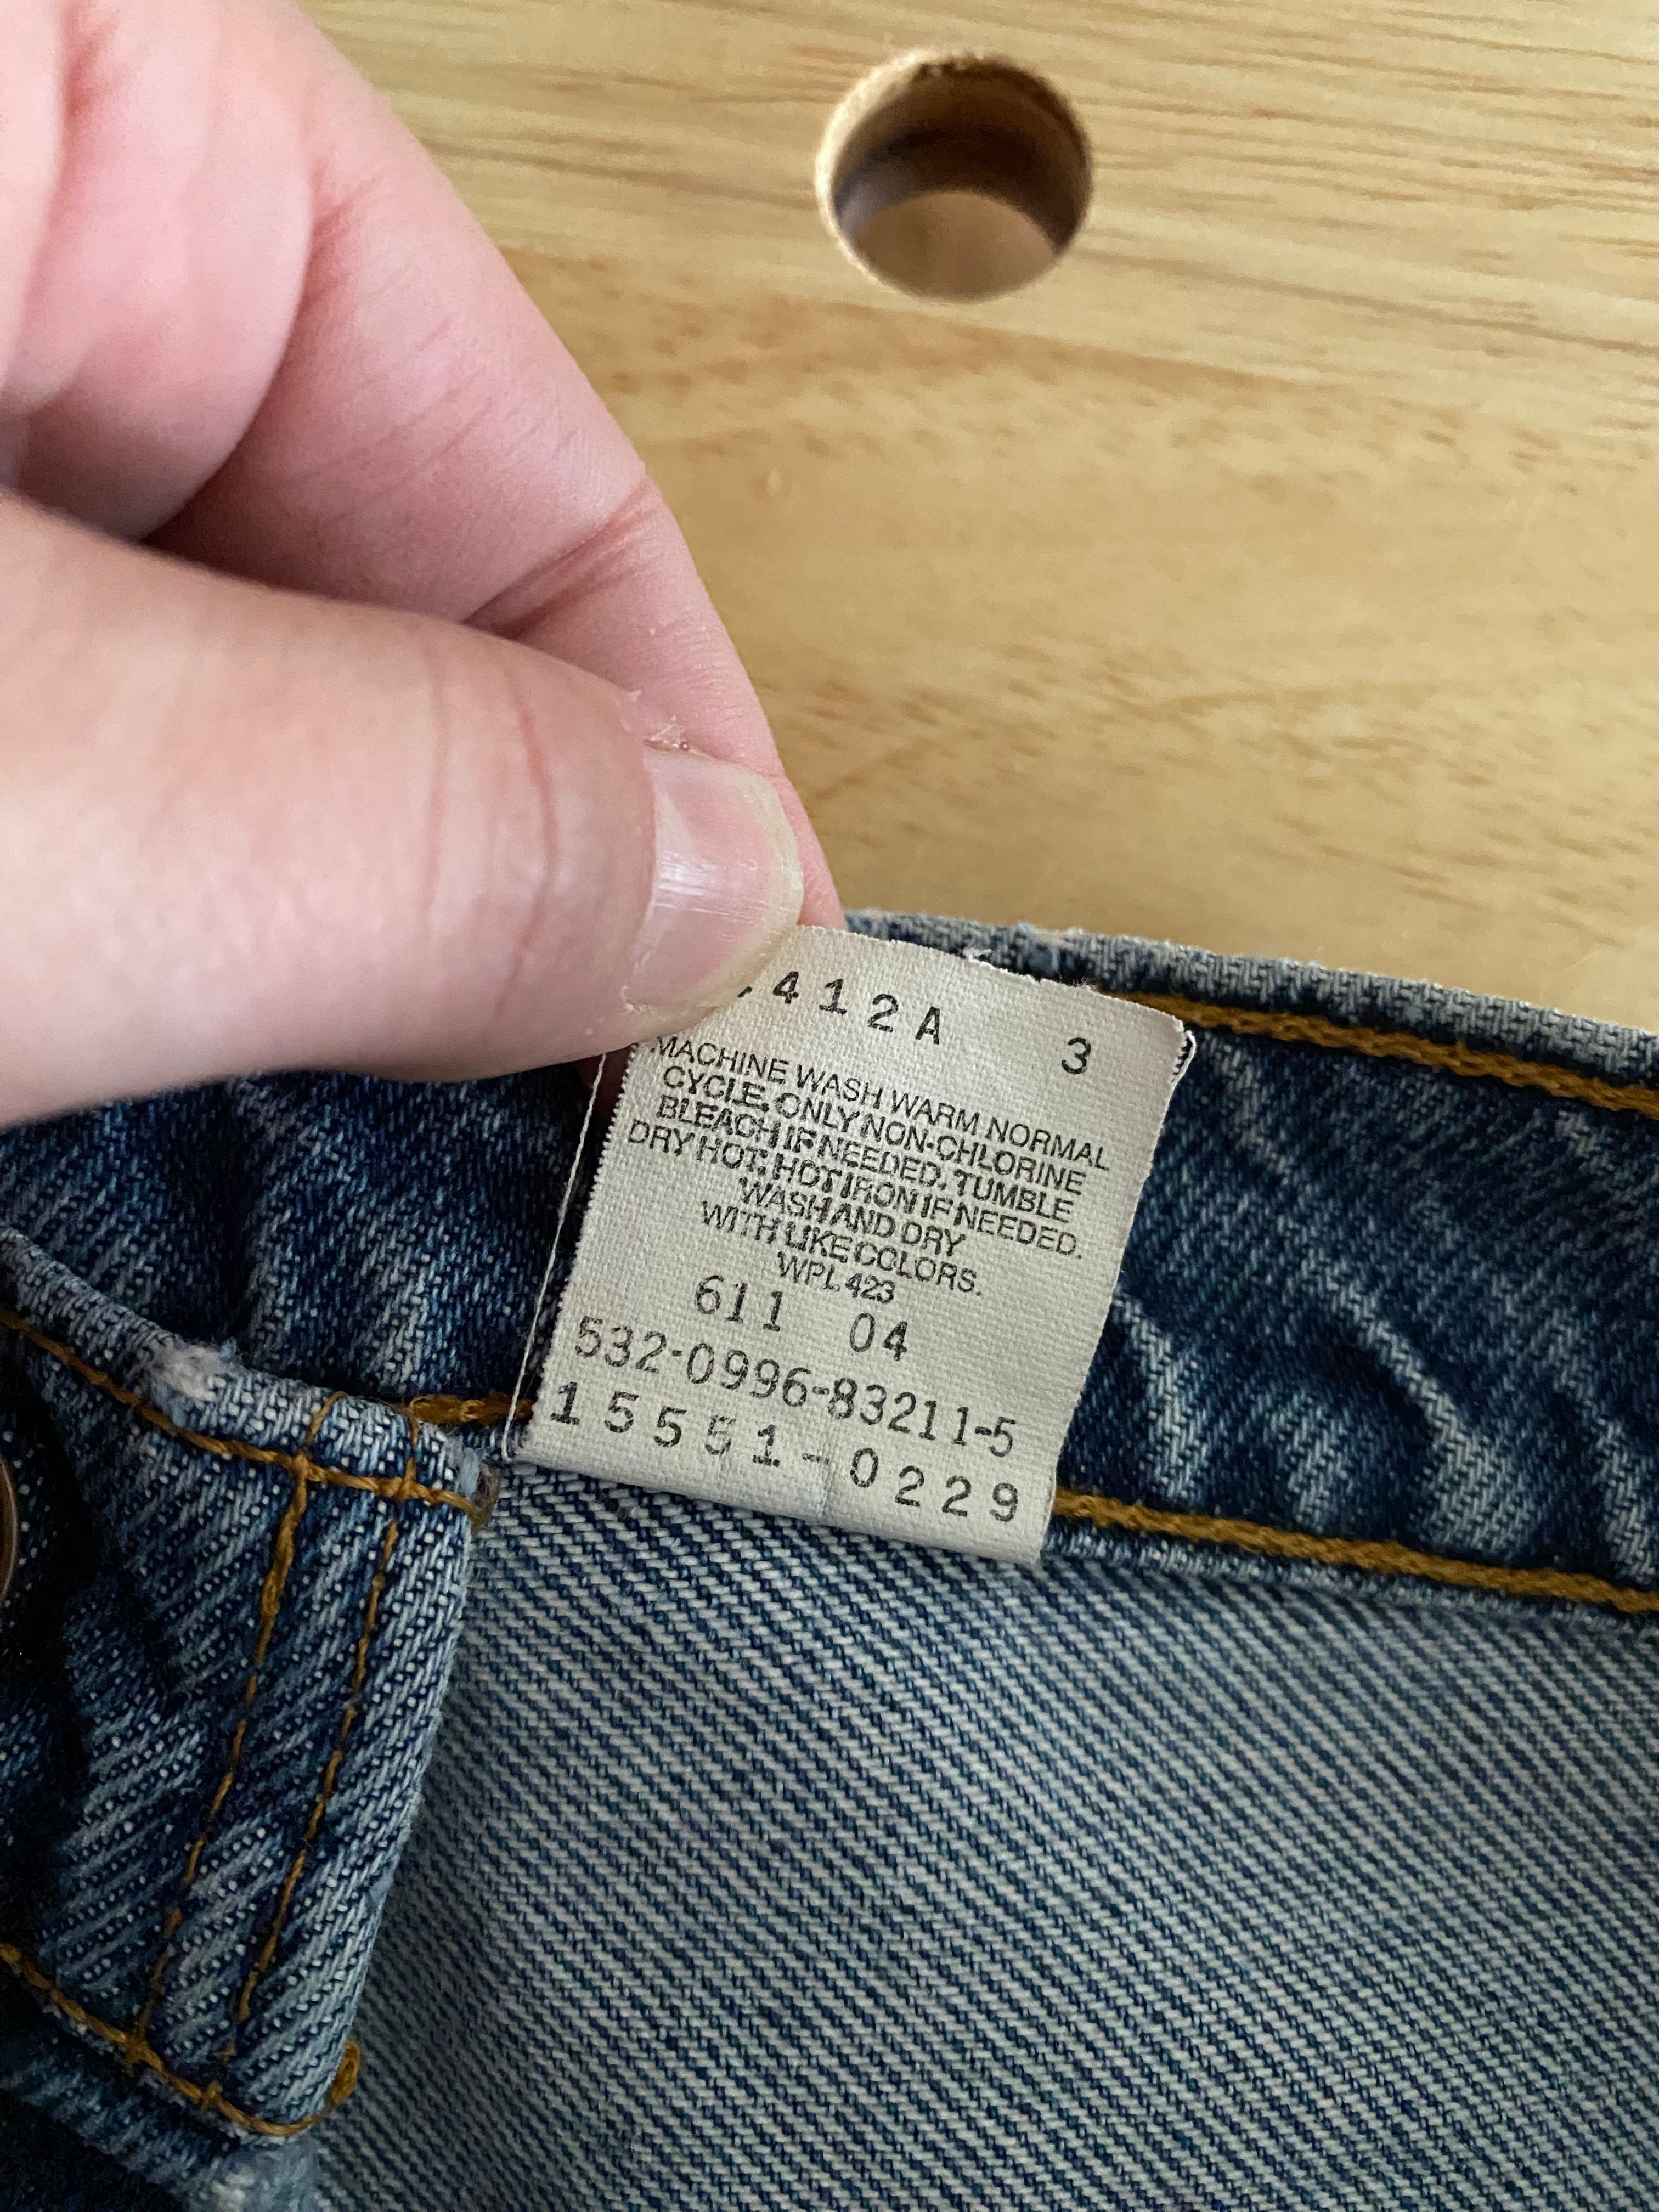 412A 3
MACHINE WASH WARM NORMAL
CYCLE. ONLY NON-CHLORINE
BLEACH IF NEEDED. TUMBLE
DRY HOT. HOT IRON IF NEEDED.
WASH AND DRY
WITH LIKE COLORS.
WPL 423
611 04
532-0996-83211-5
15551-0229